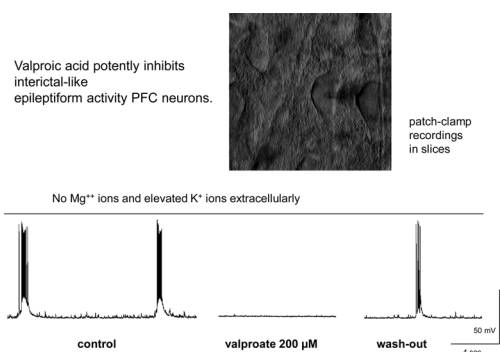 Valproic acid potently inhibits
interictal-like
epileptiform activity PFC neurons.
patch-clamp
recordings
in slices
No Mg⁺⁺ ions and elevated K⁺ ions extracellularly
50 mV
control
valproate 200 µM
wash-out
4 sec